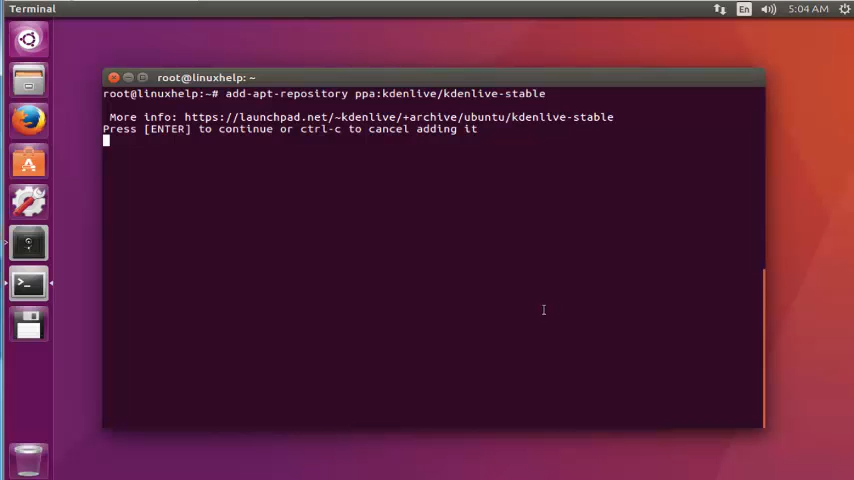 Terminal
En
5:04 AM
root@linuxhelp: ~
root@linuxhelp:~# add-apt-repository ppa:kdenlive/kdenlive-stable
More info: https://launchpad.net/~kdenlive/+archive/ubuntu/kdenlive-stable
Press [ENTER] to continue or ctrl-c to cancel adding it